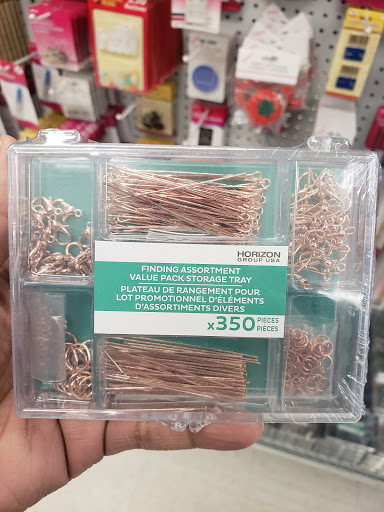 HORIZON
GROUP USA
FINDING ASSORTMENT
VALUE PACK STORAGE TRAY
PLATEAU DE RANGEMENT POUR
LOT PROMOTIONNEL D'ÉLÉMENTS
D'ASSORTIMENTS DIVERS
x350 PIECES
PIÈCES